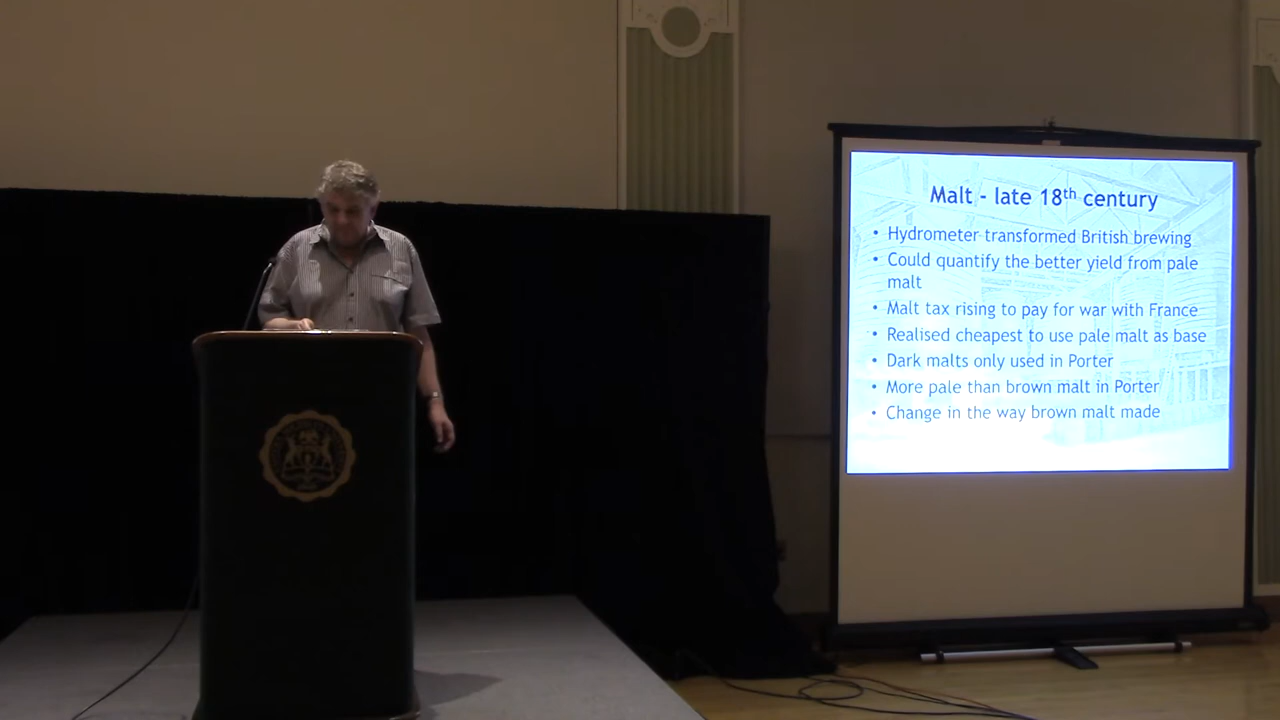 Malt - late 18th century
• Hydrometer transformed British brewing
• Could quantify the better yield from pale
malt
• Malt tax rising to pay for war with France
• Realised cheapest to use pale malt as base
• Dark malts only used in Porter
• More pale than brown malt in Porter
• Change in the way brown malt made